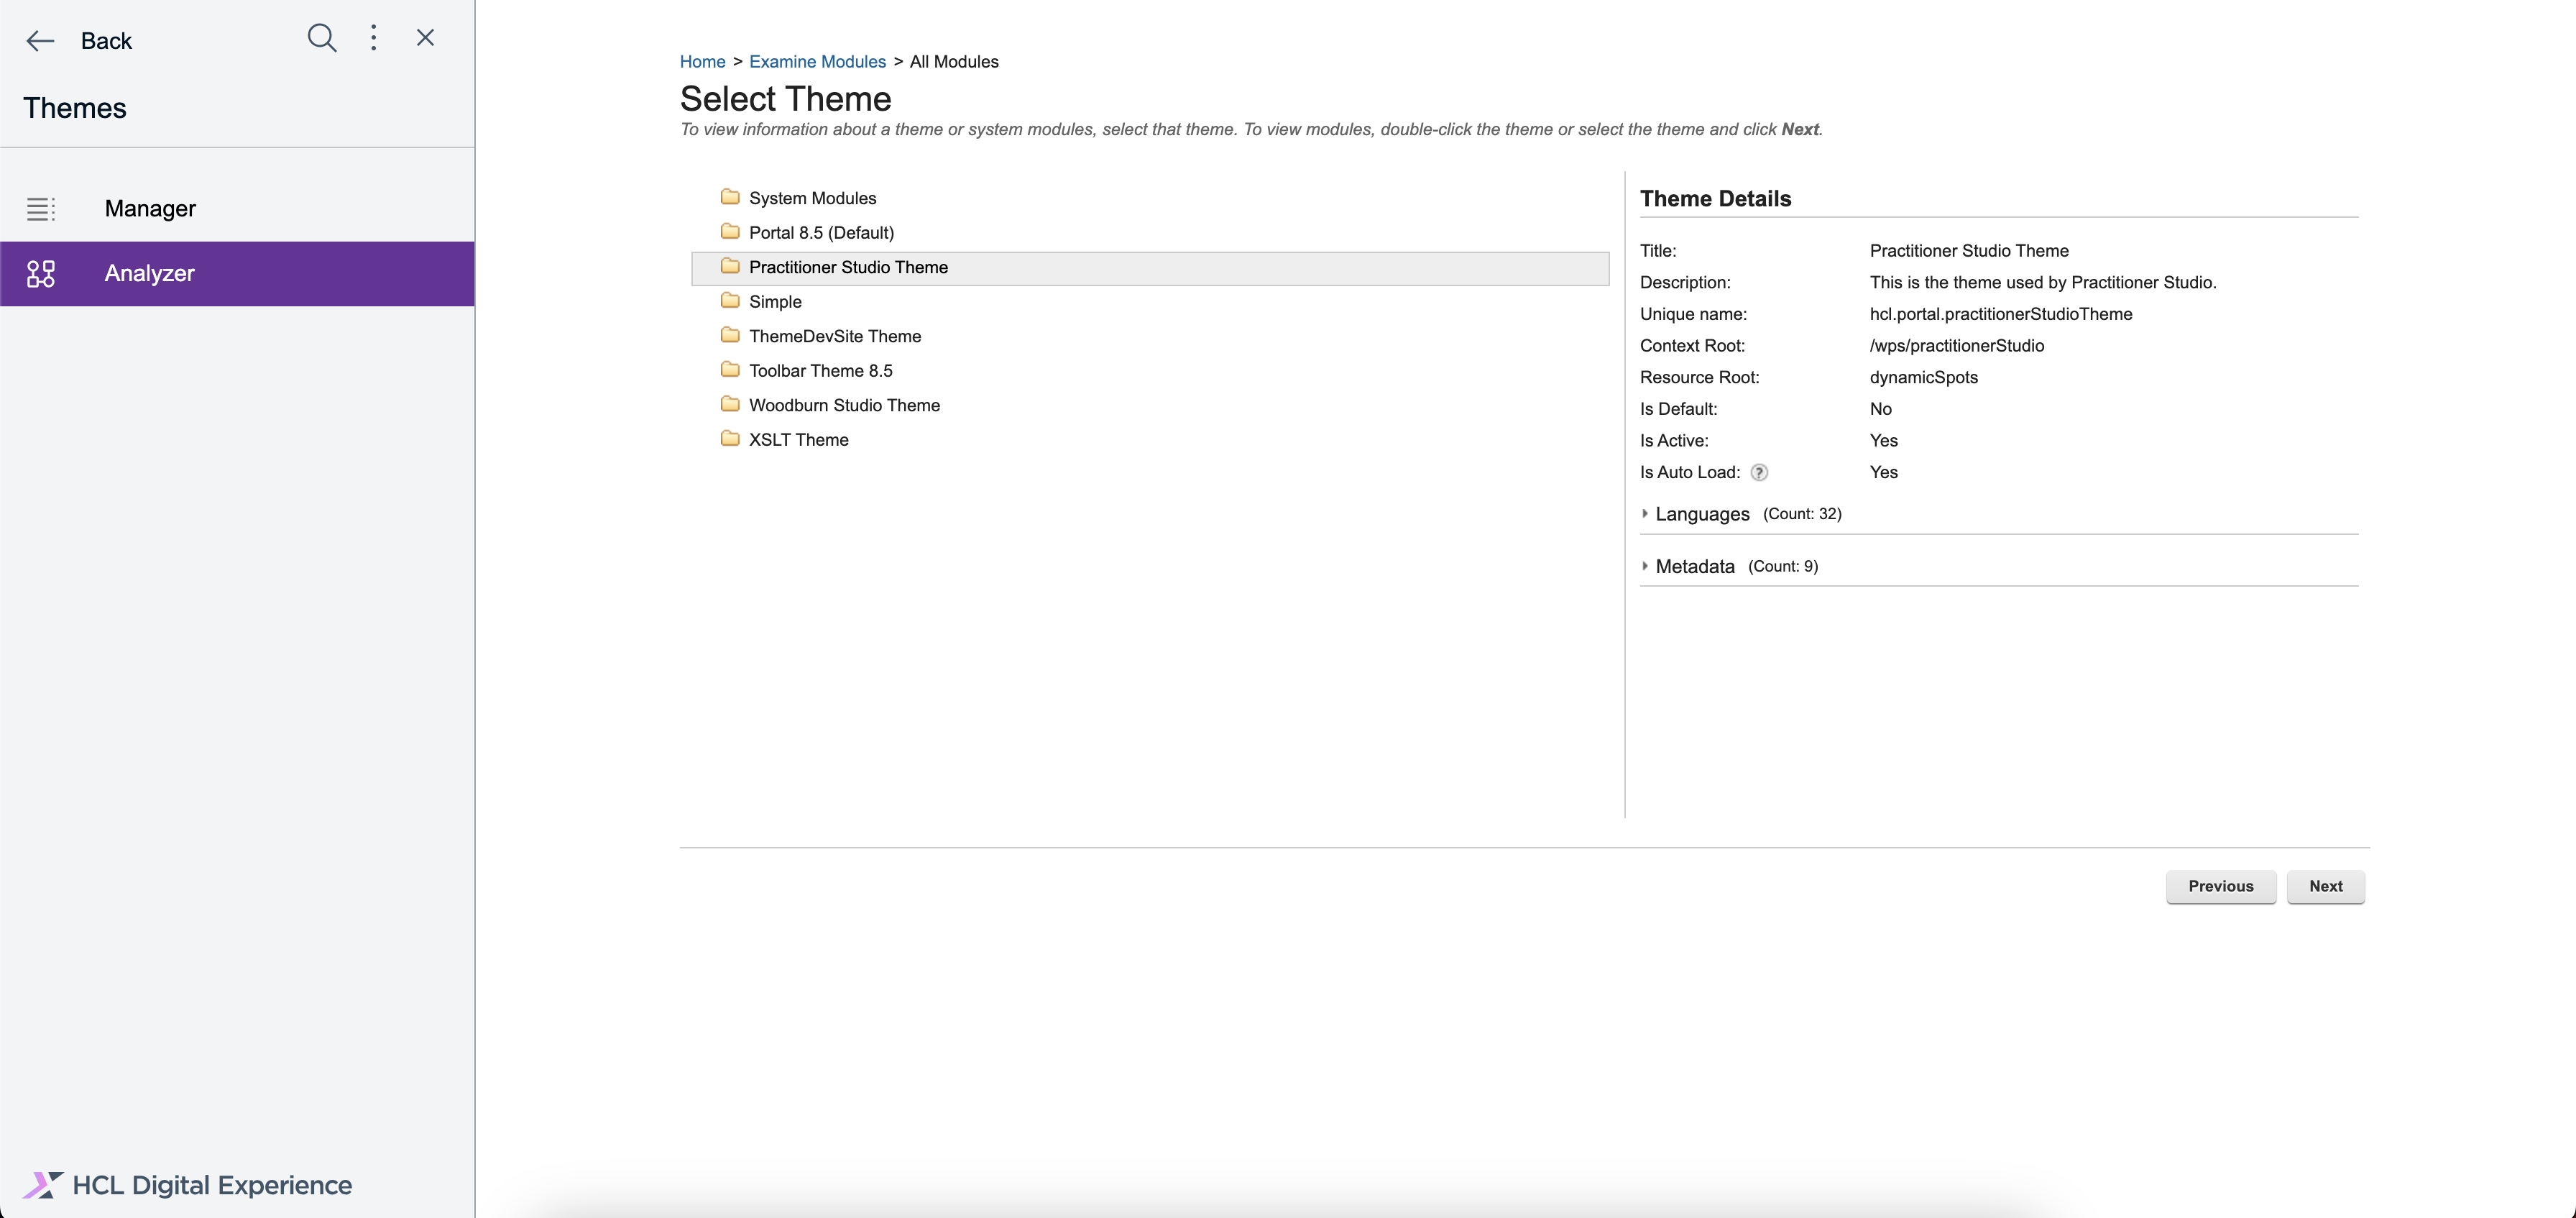 Back
Themes
Manager
Analyzer
HCL Digital Experience
Home > Examine Modules > All Modules
Select Theme
To view information about a theme or system modules, select that theme. To view modules, double-click the theme or select the theme and click Next.
System Modules
Portal 8.5 (Default)
Practitioner Studio Theme
Simple
ThemeDevSite Theme
Toolbar Theme 8.5
Woodburn Studio Theme
XSLT Theme
Theme Details
Title: Practitioner Studio Theme
Description: This is the theme used by Practitioner Studio.
Unique name: hcl.portal.practitionerStudioTheme
Context Root: /wps/practitionerStudio
Resource Root: dynamicSpots
Is Default: No
Is Active: Yes
Is Auto Load: ? Yes
Languages (Count: 32)
Metadata (Count: 9)
Previous Next